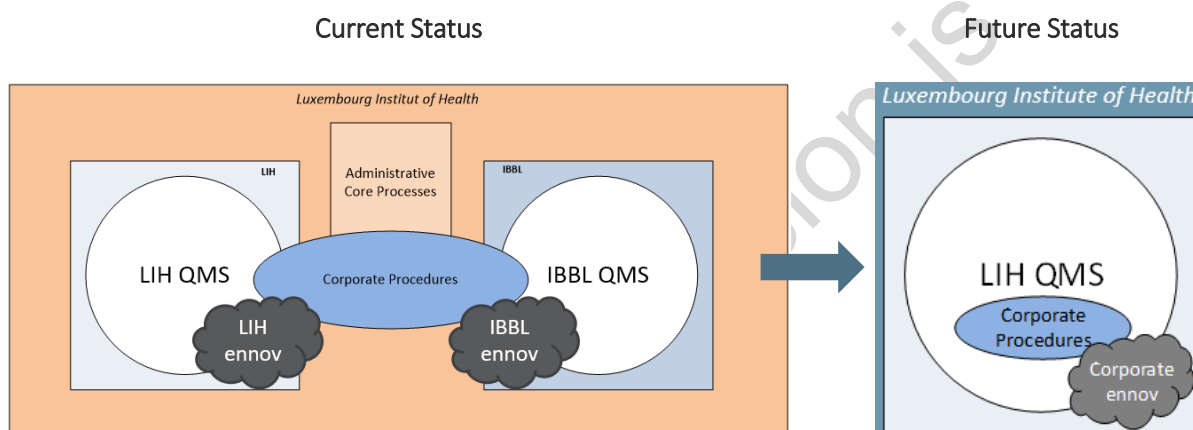 Current Status
Future Status
Luxembourg Institut of Health
LIH
Administrative
Core Processes
IBBL
LIH QMS
Corporate Procedures
IBBL QMS
LIH
ennov
IBBL
ennov
Luxembourg Institute of Health
LIH QMS
Corporate
Procedures
Corporate
ennov